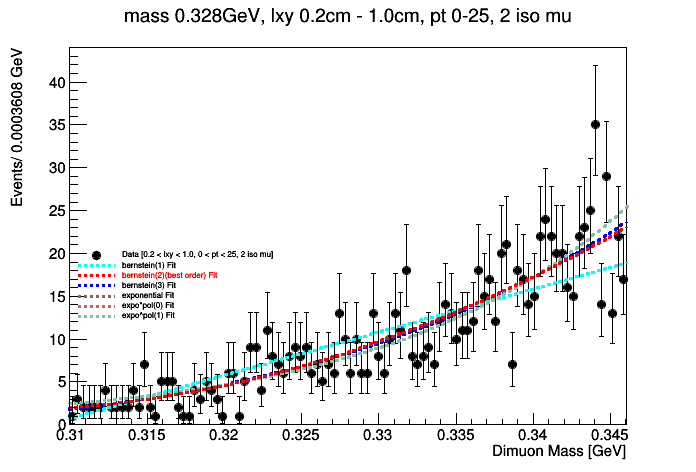 mass 0.328GeV, lxy 0.2cm - 1.0cm, pt 0-25, 2 iso mu
Events/ 0.0003608 GeV
40
35
30
25
20
15
10
5
0
Data [0.2 < lxy < 1.0, 0 < pt < 25, 2 iso mu]
bernstein(1) Fit
bernstein(2)(best order) Fit
bernstein(3) Fit
exponential Fit
expo*pol(0) Fit
expo*pol(1) Fit
0.31 0.315 0.32 0.325 0.33 0.335 0.34 0.345
Dimuon Mass [GeV]